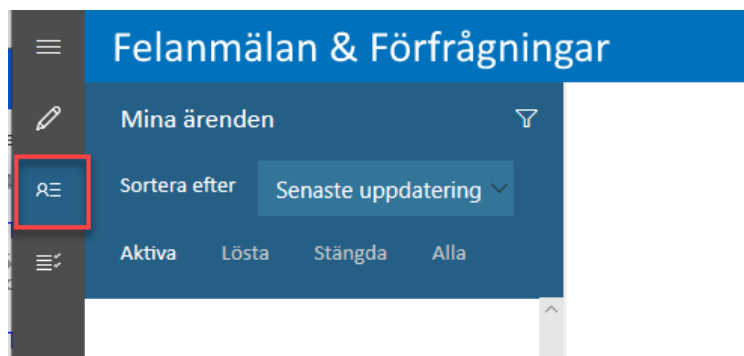 Felanmälan & Förfrågningar
Mina ärenden
Sortera efter Senaste uppdatering
Aktiva Lösta Stängda Alla